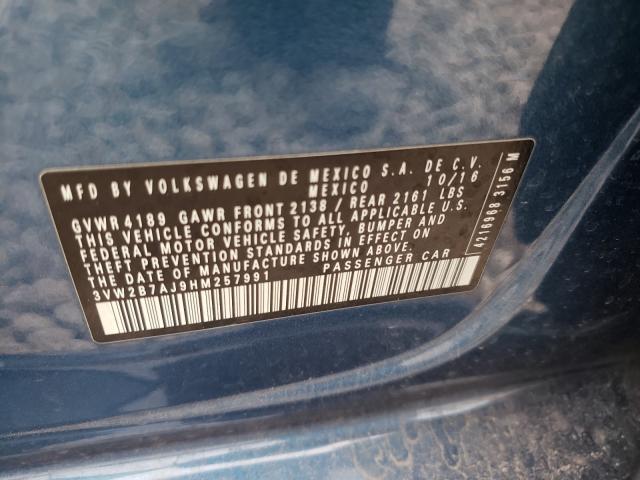 MFD BY VOLKSWAGEN DE MEXICO S.A. DE C.V.
MEXICO 10/16
GVWR 4189 GAWR FRONT 2138 / REAR 2161 LBS
THIS VEHICLE CONFORMS TO ALL APPLICABLE U.S.
FEDERAL MOTOR VEHICLE SAFETY, BUMPER AND
THEFT PREVENTION STANDARDS IN EFFECT ON
THE DATE OF MANUFACTURE SHOWN ABOVE.
3VW2B7AJ9HM257991 PASSENGER CAR
4216968 3156 M